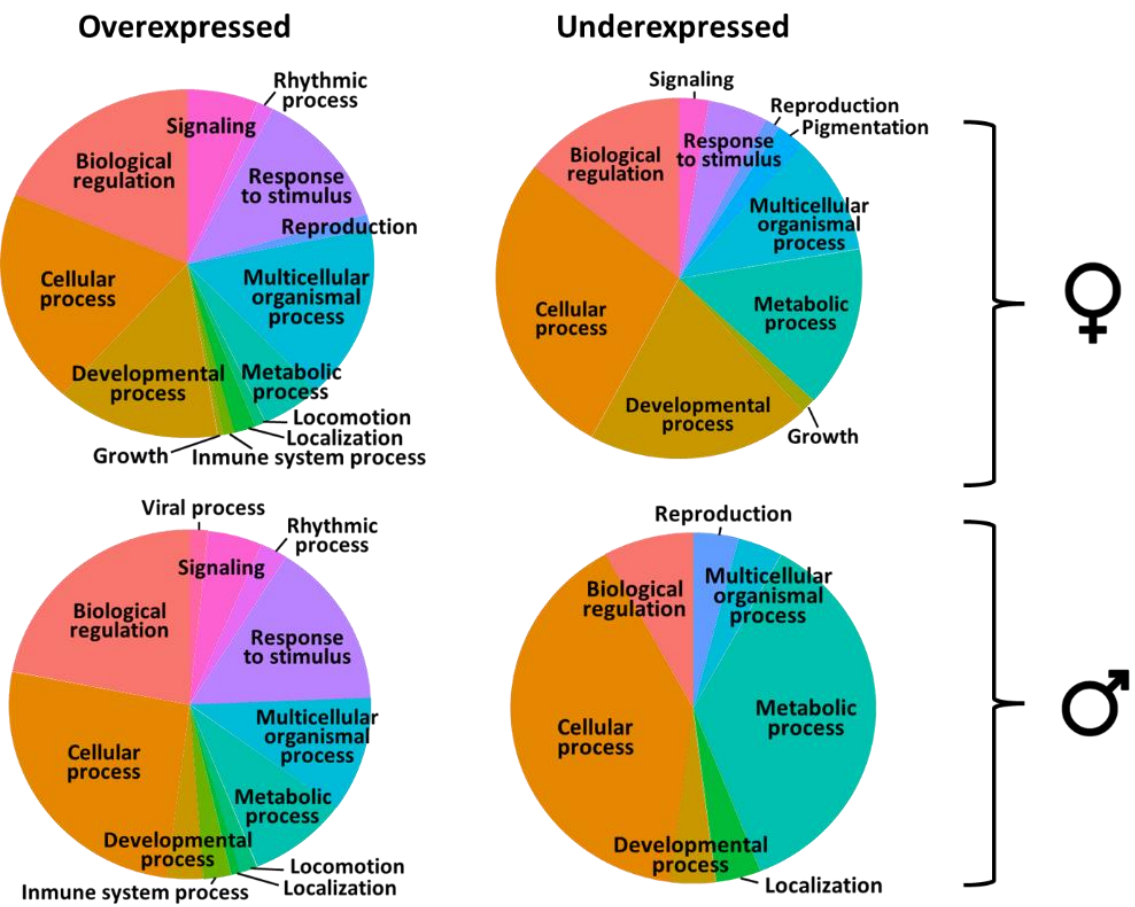 Overexpressed
Underexpressed
Rhythmic
process
Signaling
Biological
regulation
Response
to stimulus
Reproduction
Cellular
process
Multicellular
organismal
process
Developmental
process
Metabolic
process
Locomotion
Localization
Growth
Inmune system process
Signaling
Reproduction
Pigmentation
Biological
regulation
Response
to stimulus
Multicellular
organismal
process
Cellular
process
Metabolic
process
Developmental
process
Growth
♀
Viral process
Rhythmic
process
Signaling
Biological
regulation
Response
to stimulus
Multicellular
organismal
process
Cellular
process
Metabolic
process
Developmental
process
Locomotion
Localization
Inmune system process
Reproduction
Biological
regulation
Multicellular
organismal
process
Metabolic
process
Cellular
process
Developmental
process
Localization
♂